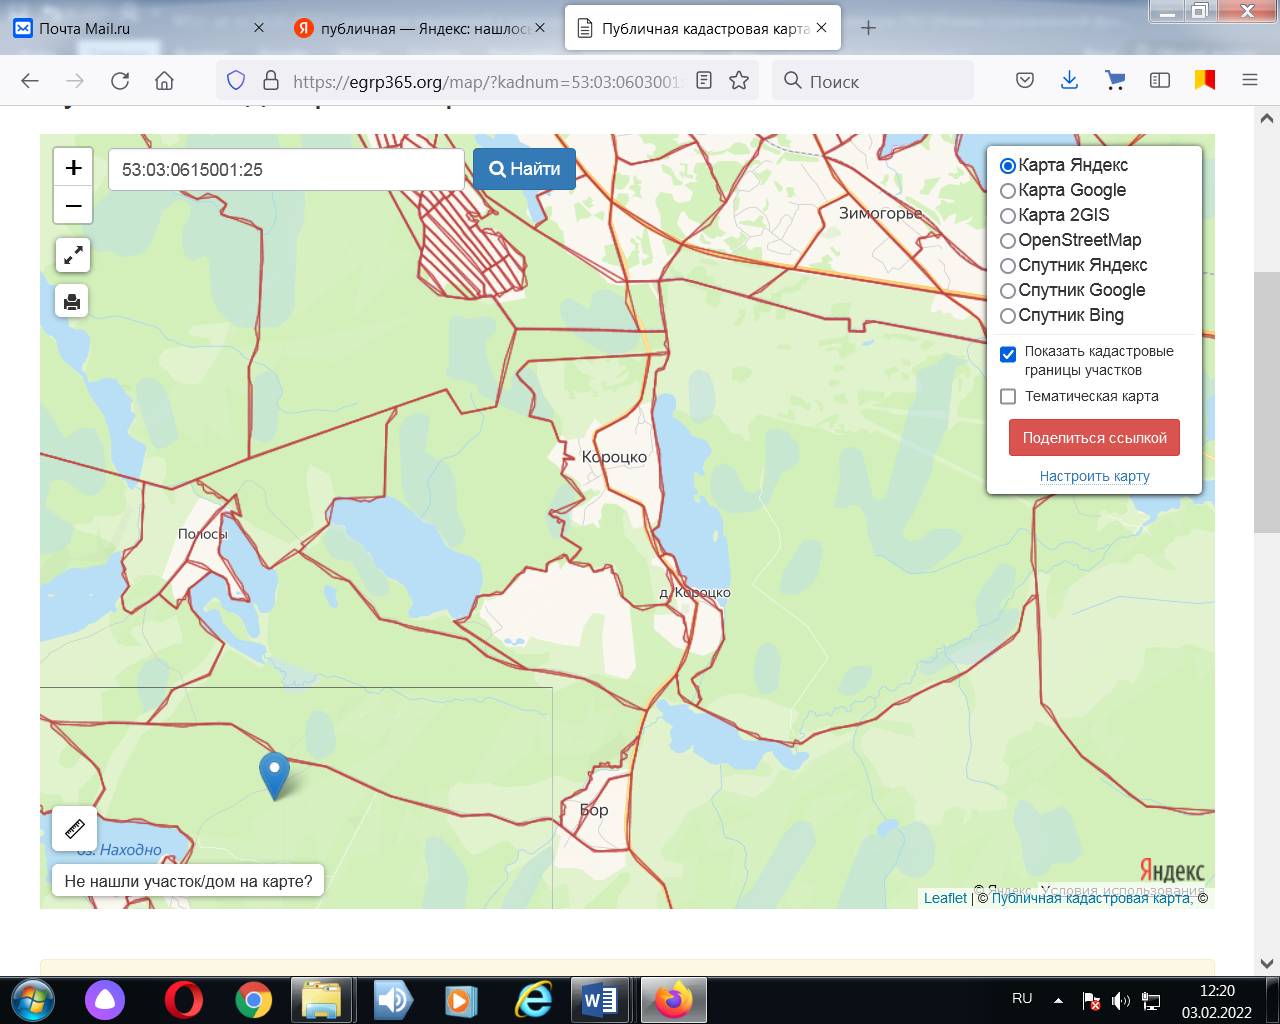 Почта Mail.ru
публичная — Яндекс: нашлось
Публичная кадастровая карта
https://egrp365.org/map/?kadnum=53:03:0603001:
Поиск
+
−
53:03:0615001:25
Найти
Карта Яндекс
Карта Google
Карта 2GIS
OpenStreetMap
Спутник Яндекс
Спутник Google
Спутник Bing
Показать кадастровые
границы участков
Тематическая карта
Поделиться ссылкой
Настроить карту
Зимогорье
Короцко
Полосы
д. Короцко
Бор
оз. Находно
Не нашли участок/дом на карте?
Яндекс
© Яндекс Условия использования
Leaflet | © Публичная кадастровая карта, ©
RU
12:20
03.02.2022